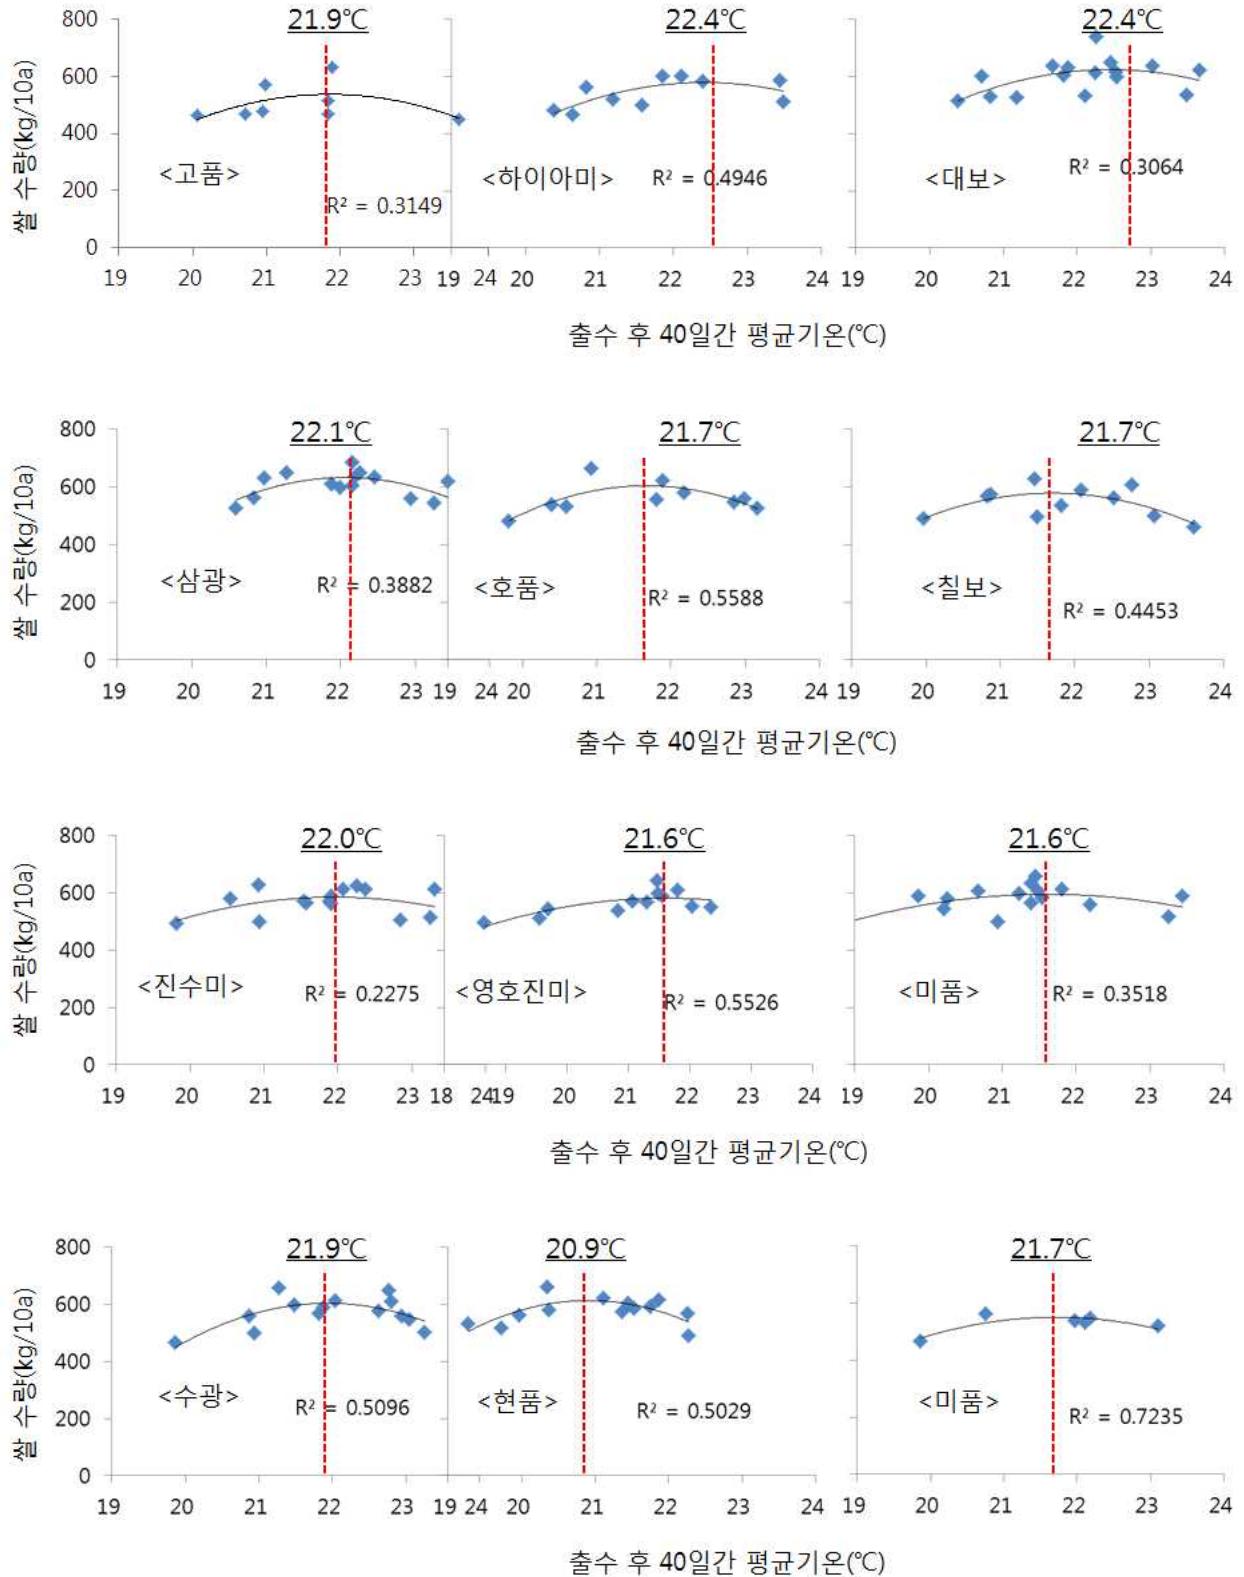 21.9℃ 22.4℃ 22.4℃
쌀 수량(kg/10a)
800
600
400
200
0
<고품> R² = 0.3149
<하이아미> R² = 0.4946
<대보> R² = 0.3064
19 20 21 22 23 19 24 20 21 22 23 24 19 20 21 22 23 24
출수 후 40일간 평균기온(℃)
22.1℃ 21.7℃ 21.7℃
쌀 수량(kg/10a)
800
600
400
200
0
<삼광> R² = 0.3882
<호품> R² = 0.5588
<칠보> R² = 0.4453
19 20 21 22 23 19 24 20 21 22 23 24 19 20 21 22 23 24
출수 후 40일간 평균기온(℃)
22.0℃ 21.6℃ 21.6℃
쌀 수량(kg/10a)
800
600
400
200
0
<진수미> R² = 0.2275
<영호진미> R² = 0.5526
<미품> R² = 0.3518
19 20 21 22 23 18 2419 20 21 22 23 24 19 20 21 22 23 24
출수 후 40일간 평균기온(℃)
21.9℃ 20.9℃ 21.7℃
쌀 수량(kg/10a)
800
600
400
200
0
<수광> R² = 0.5096
<현품> R² = 0.5029
<미품> R² = 0.7235
19 20 21 22 23 19 24 20 21 22 23 24 19 20 21 22 23 24
출수 후 40일간 평균기온(℃)